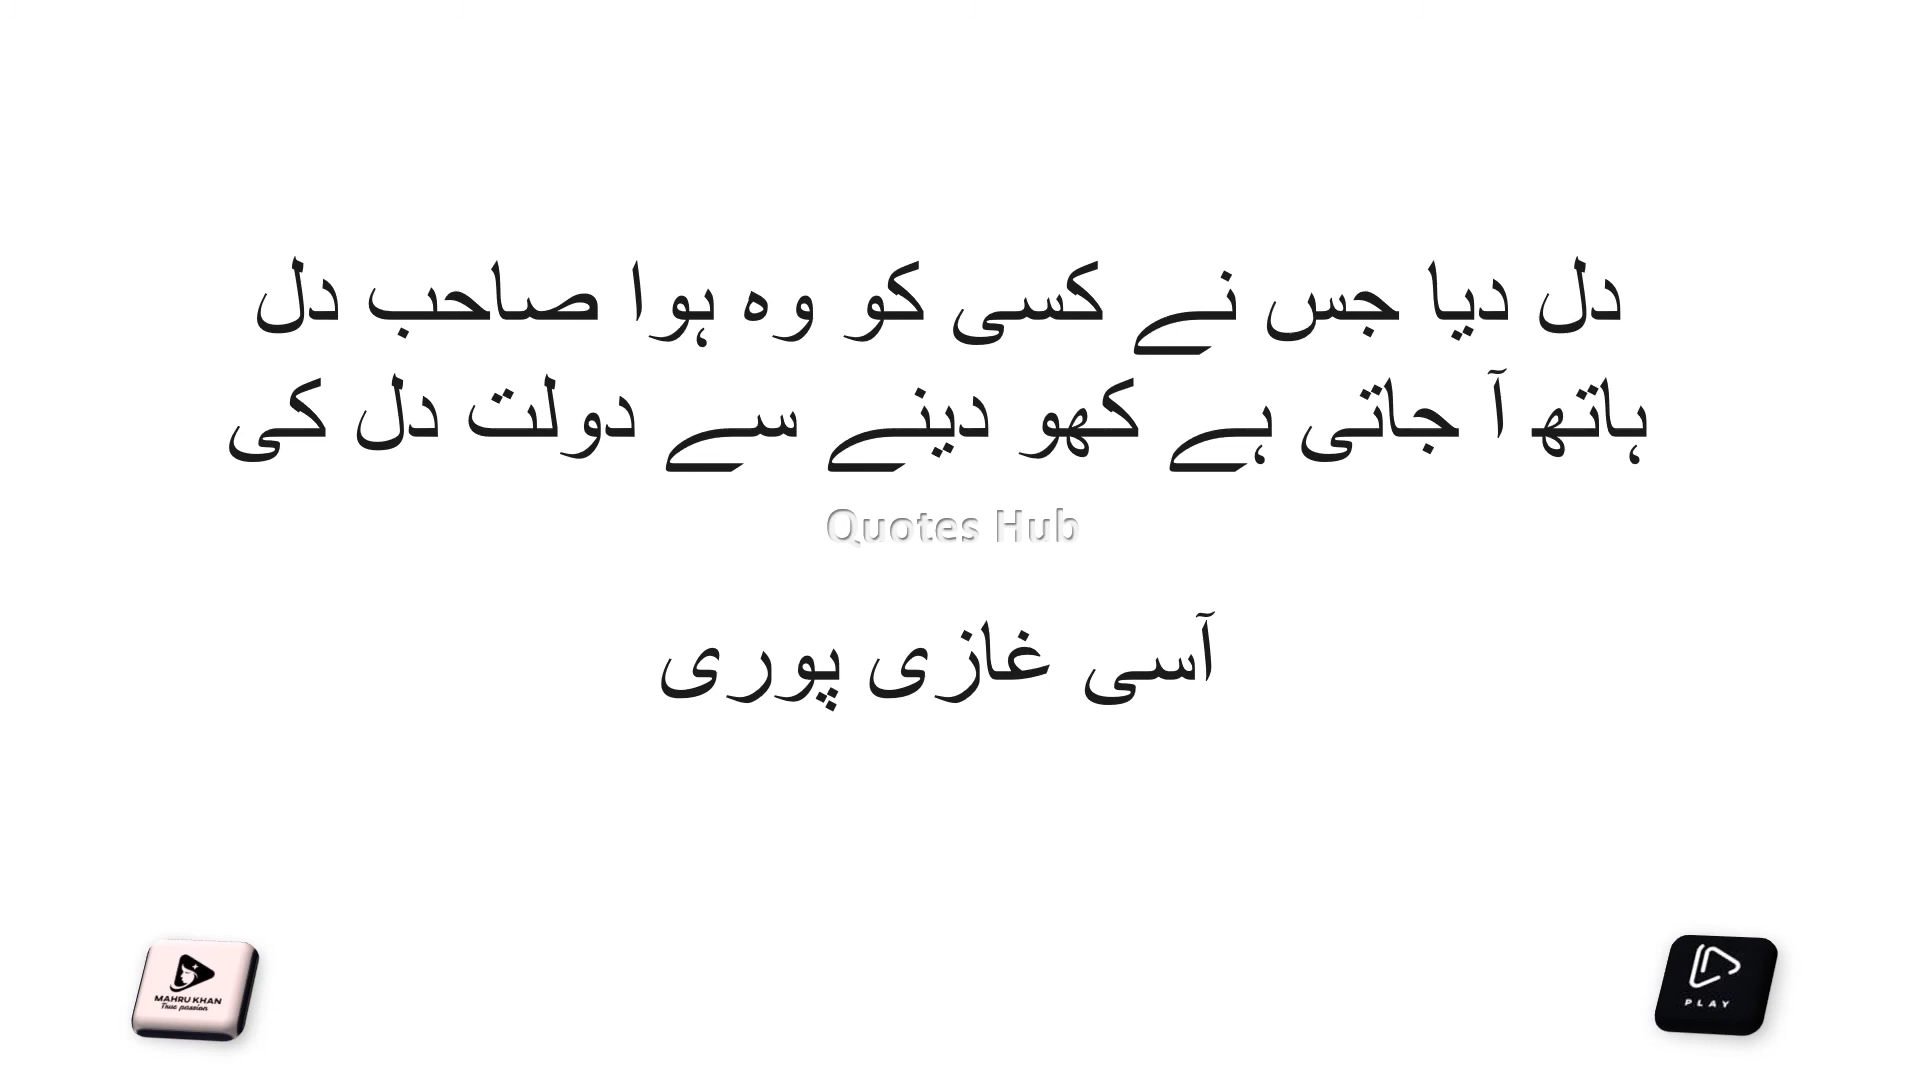 دل دیا جس نے کسی کو وہ ہوا صاحب دل
ہاتھ آ جاتی ہے کھو دینے سے دولت دل کی
Quotes Hub
آسی غازی پوری
MAHRU KHAN
True passion
PLAY